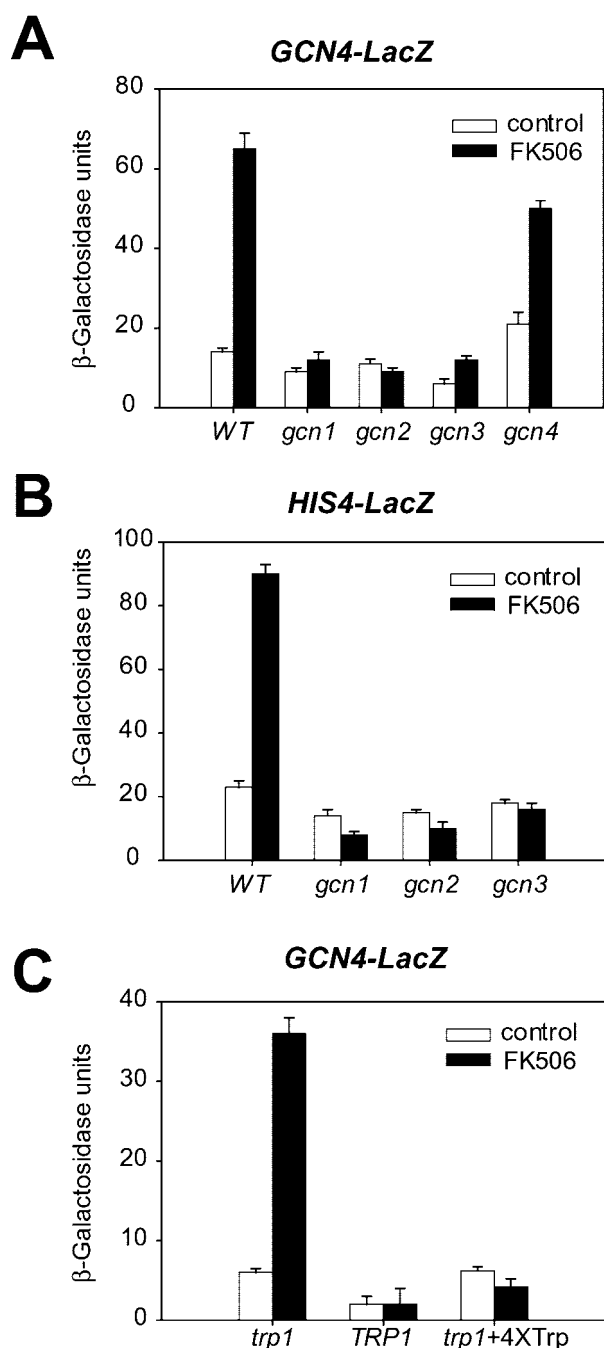 A
GCN4-LacZ
β-Galactosidase units
80
60
40
20
0
control
FK506
WT gcn1 gcn2 gcn3 gcn4
B
HIS4-LacZ
β-Galactosidase units
100
80
60
40
20
0
control
FK506
WT gcn1 gcn2 gcn3
C
GCN4-LacZ
β-Galactosidase units
40
30
20
10
0
control
FK506
trp1 TRP1 trp1+4XTrp